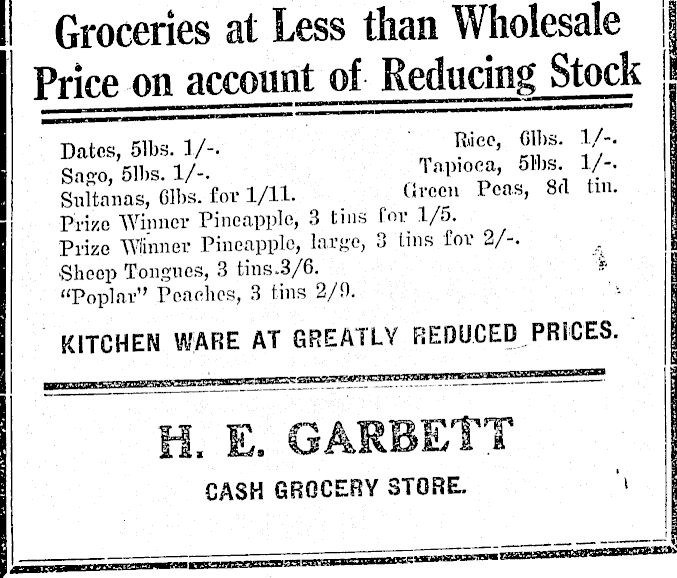 Groceries at Less than Wholesale
Price on account of Reducing Stock
Dates, 5lbs. 1/-. Rice, 6lbs. 1/-.
Sago, 5lbs. 1/-. Tapioca, 5lbs. 1/-.
Sultanas, 6lbs. for 1/11. Green Peas, 8d tin.
Prize Winner Pineapple, 3 tins for 1/5.
Prize Winner Pineapple, large, 3 tins for 2/-.
Sheep Tongues, 3 tins 3/6.
"Poplar" Peaches, 3 tins 2/9.
KITCHEN WARE AT GREATLY REDUCED PRICES.
H. E. GARBETT
CASH GROCERY STORE.